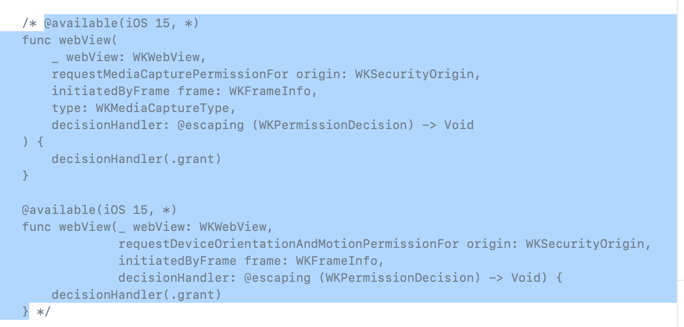 /* @available(iOS 15, *)
func webView(
    _ webView: WKWebView,
    requestMediaCapturePermissionFor origin: WKSecurityOrigin,
    initiatedByFrame frame: WKFrameInfo,
    type: WKMediaCaptureType,
    decisionHandler: @escaping (WKPermissionDecision) -> Void
) {
    decisionHandler(.grant)
}

@available(iOS 15, *)
func webView(_ webView: WKWebView,
             requestDeviceOrientationAndMotionPermissionFor origin: WKSecurityOrigin,
             initiatedByFrame frame: WKFrameInfo,
             decisionHandler: @escaping (WKPermissionDecision) -> Void) {
    decisionHandler(.grant)
} */